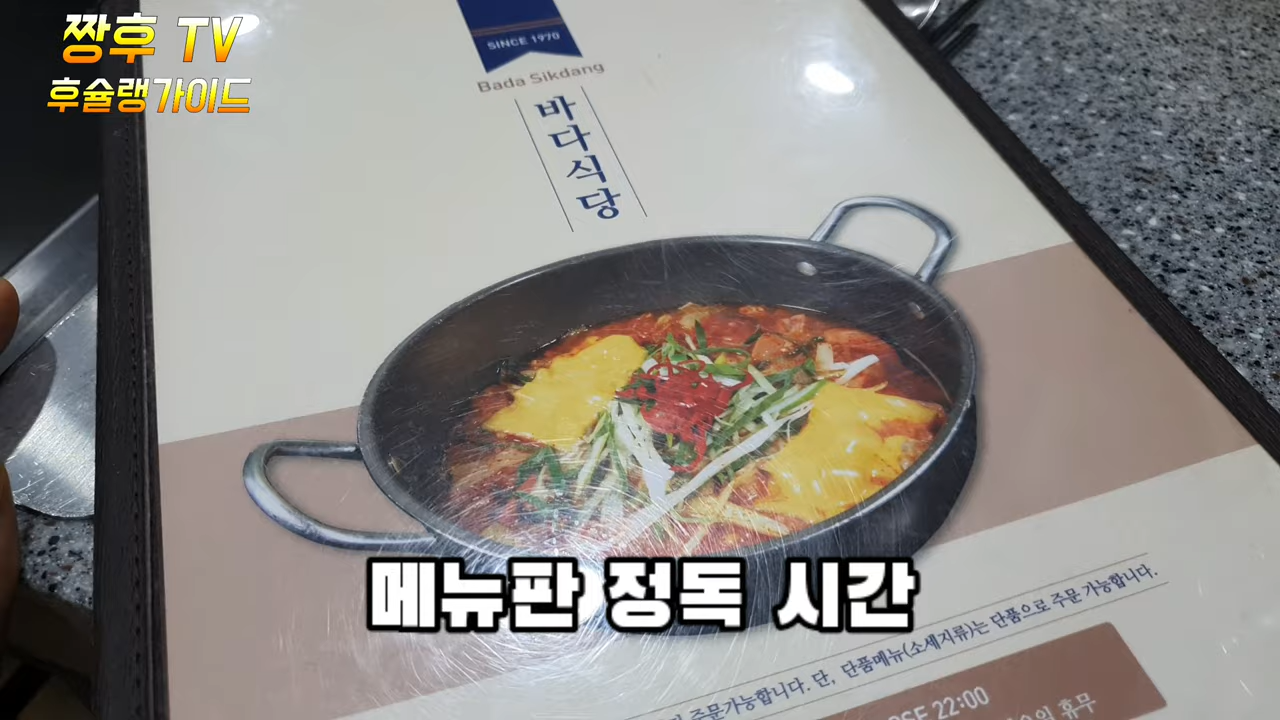 짱후 TV
후슐랭가이드
SINCE 1970
Bada Sikdang
바다식당
메뉴판 정독 시간
주문가능합니다. 단, 단품메뉴(소세지류)는 단품으로 주문 가능합니다.
22:00
휴무